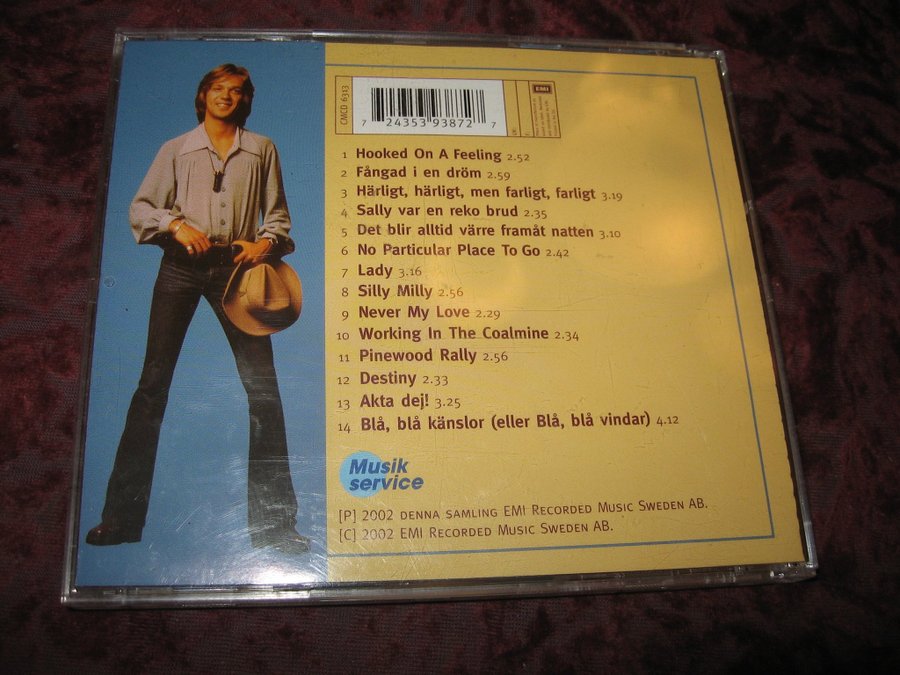 CMCD 6313
7 24353 93872 7
EMI
1 Hooked On A Feeling 2.52
2 Fångad i en dröm 2.59
3 Härligt, härligt, men farligt, farligt 3.19
4 Sally var en reko brud 2.35
5 Det blir alltid värre framåt natten 3.10
6 No Particular Place To Go 2.42
7 Lady 3.16
8 Silly Milly 2.56
9 Never My Love 2.29
10 Working In The Coalmine 2.34
11 Pinewood Rally 2.56
12 Destiny 2.33
13 Akta dej! 3.25
14 Blå, blå känslor (eller Blå, blå vindar) 4.12
Musik
service
[P] 2002 DENNA SAMLING EMI RECORDED MUSIC SWEDEN AB.
[C] 2002 EMI RECORDED MUSIC SWEDEN AB.